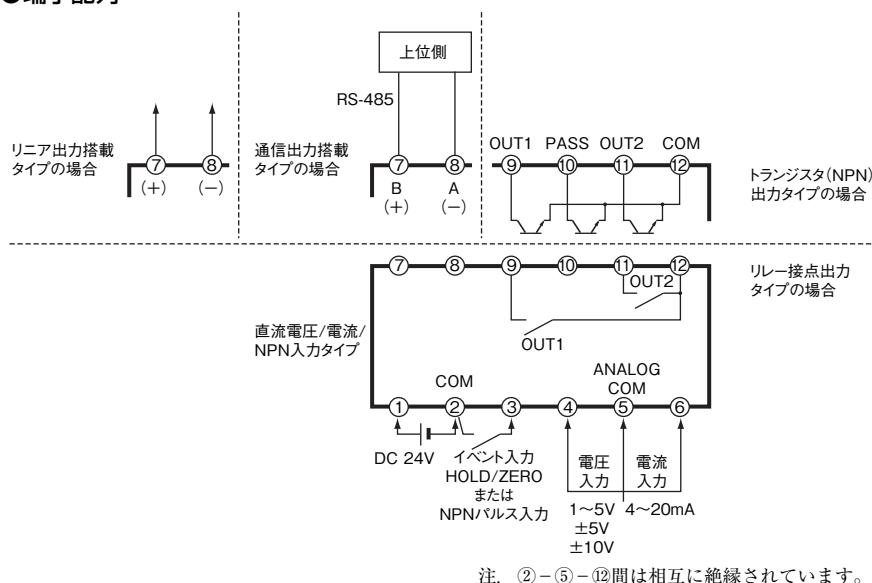 上位側
RS-485
リニア出力搭載
タイプの場合
⑦
⑧
(+)
(−)
通信出力搭載
タイプの場合
⑦
⑧
B
(+)
A
(−)
OUT1 PASS OUT2 COM
⑨
⑩
⑪
⑫
トランジスタ(NPN)
出力タイプの場合
⑦
⑧
⑨
⑩
⑪
⑫
OUT2
OUT1
リレー接点出力
タイプの場合
直流電圧/電流/
NPN入力タイプ
COM
ANALOG
COM
①
②
③
④
⑤
⑥
DC 24V
イベント入力
HOLD/ZERO
または
NPNパルス入力
電圧
入力
電流
入力
1〜5V
±5V
±10V
4〜20mA
注. ②−⑤−⑫間は相互に絶縁されています。